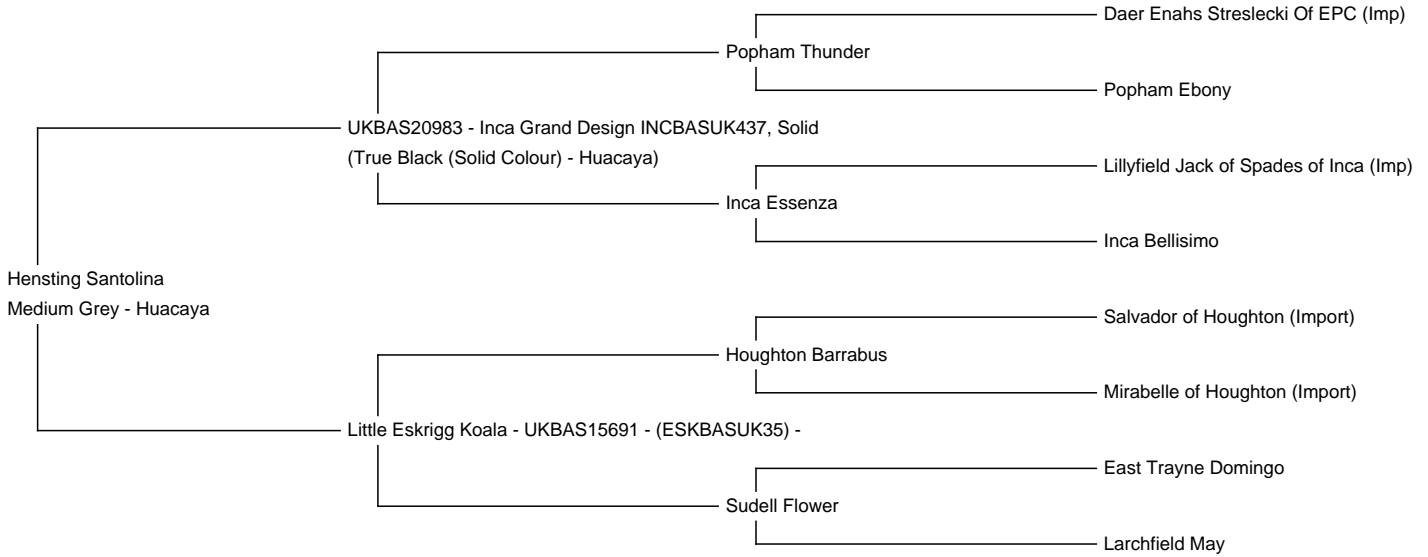 Daer Enahs Streslecki Of EPC (Imp)
Popham Thunder
Popham Ebony
UKBAS20983 - Inca Grand Design INCBASUK437, Solid
(True Black (Solid Colour) - Huacaya)
Lillyfield Jack of Spades of Inca (Imp)
Inca Essenza
Inca Bellisimo
Hensting Santolina
Medium Grey - Huacaya
Salvador of Houghton (Import)
Houghton Barrabus
Mirabelle of Houghton (Import)
Little Eskrigg Koala - UKBAS15691 - (ESKBASUK35) -
East Trayne Domingo
Sudell Flower
Larchfield May